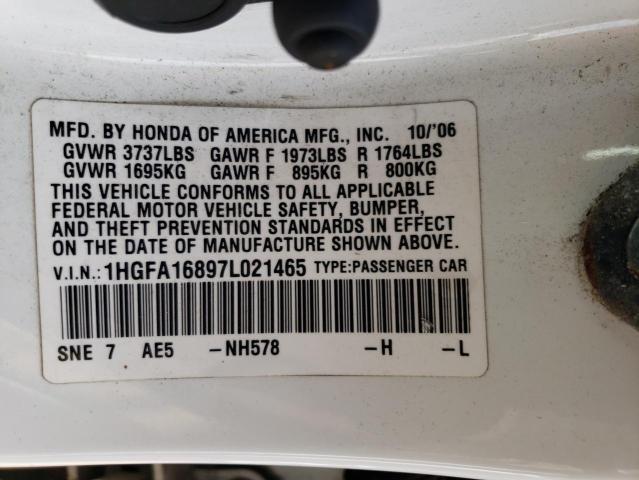 MFD. BY HONDA OF AMERICA MFG., INC. 10/'06
GVWR 3737LBS GAWR F 1973LBS R 1764LBS
GVWR 1695KG GAWR F 895KG R 800KG
THIS VEHICLE CONFORMS TO ALL APPLICABLE
FEDERAL MOTOR VEHICLE SAFETY, BUMPER,
AND THEFT PREVENTION STANDARDS IN EFFECT
ON THE DATE OF MANUFACTURE SHOWN ABOVE.
V.I.N.: 1HGFA16897L021465 TYPE:PASSENGER CAR
SNE 7 AE5 -NH578 -H -L